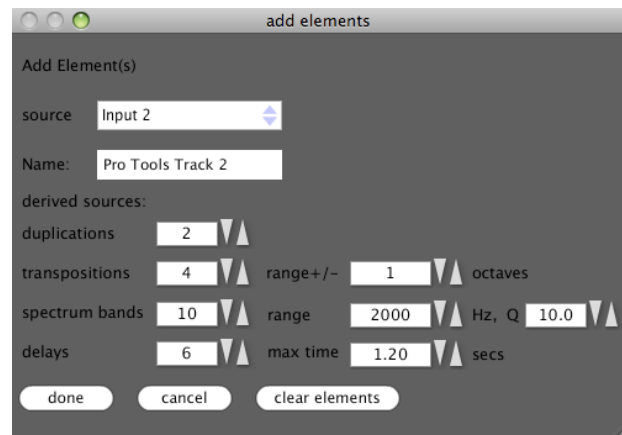 add elements
Add Element(s)
source Input 2
Name: Pro Tools Track 2
derived sources:
duplications 2
transpositions 4 range+/- 1 octaves
spectrum bands 10 range 2000 Hz, Q 10.0
delays 6 max time 1.20 secs
done cancel clear elements